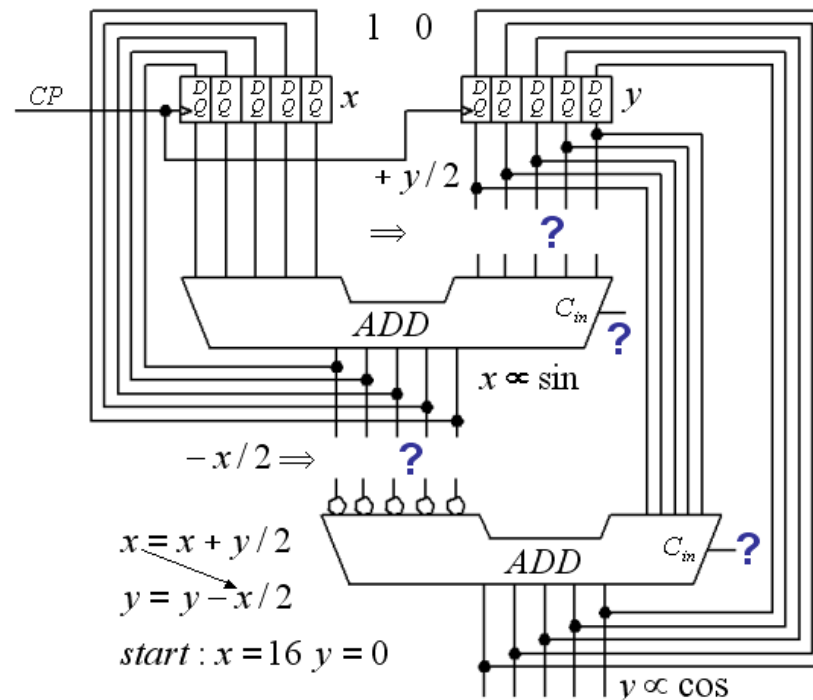 1 0
D D D D D
Q Q Q Q Q
x
D D D D D
Q Q Q Q Q
y
CP
+ y/2
⇒
?
C_in
ADD
?
x ∝ sin
− x/2 ⇒
?
x = x + y/2
C_in
?
ADD
y = y − x/2
start : x = 16 y = 0
y ∝ cos